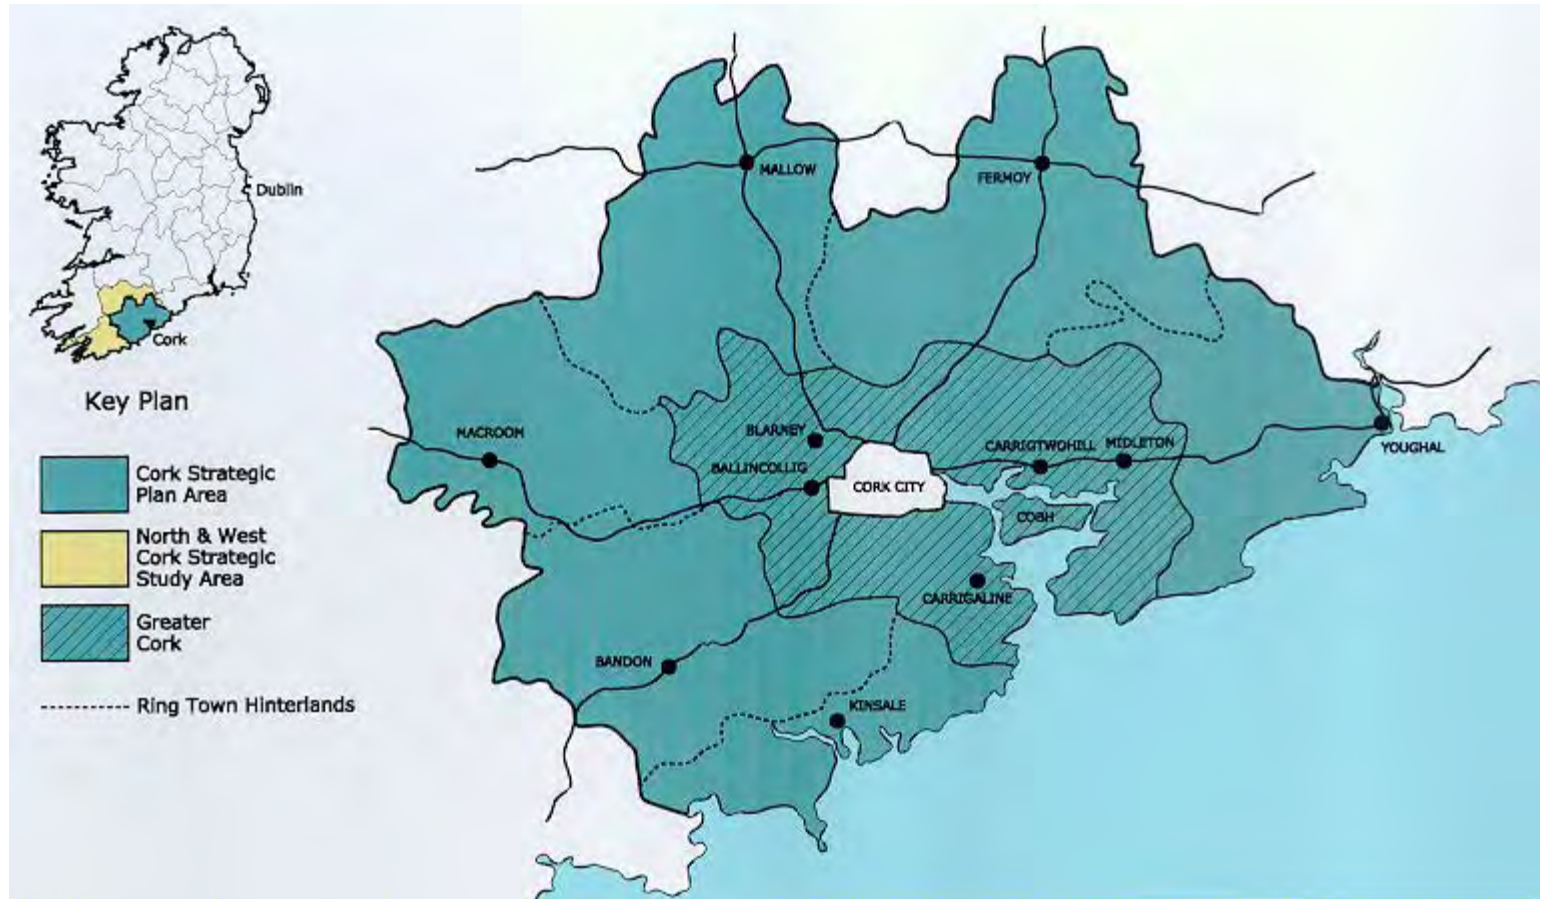 Dublin
Cork
Key Plan
Cork Strategic
Plan Area
North & West
Cork Strategic
Study Area
Greater
Cork
Ring Town Hinterlands
MALLOW
FERMOY
MACROOM
BLARNEY
BALLINCOLLIG
CORK CITY
CARRIGTWOHILL
MIDLETON
YOUGHAL
COBH
CARRIGALINE
BANDON
KINSALE